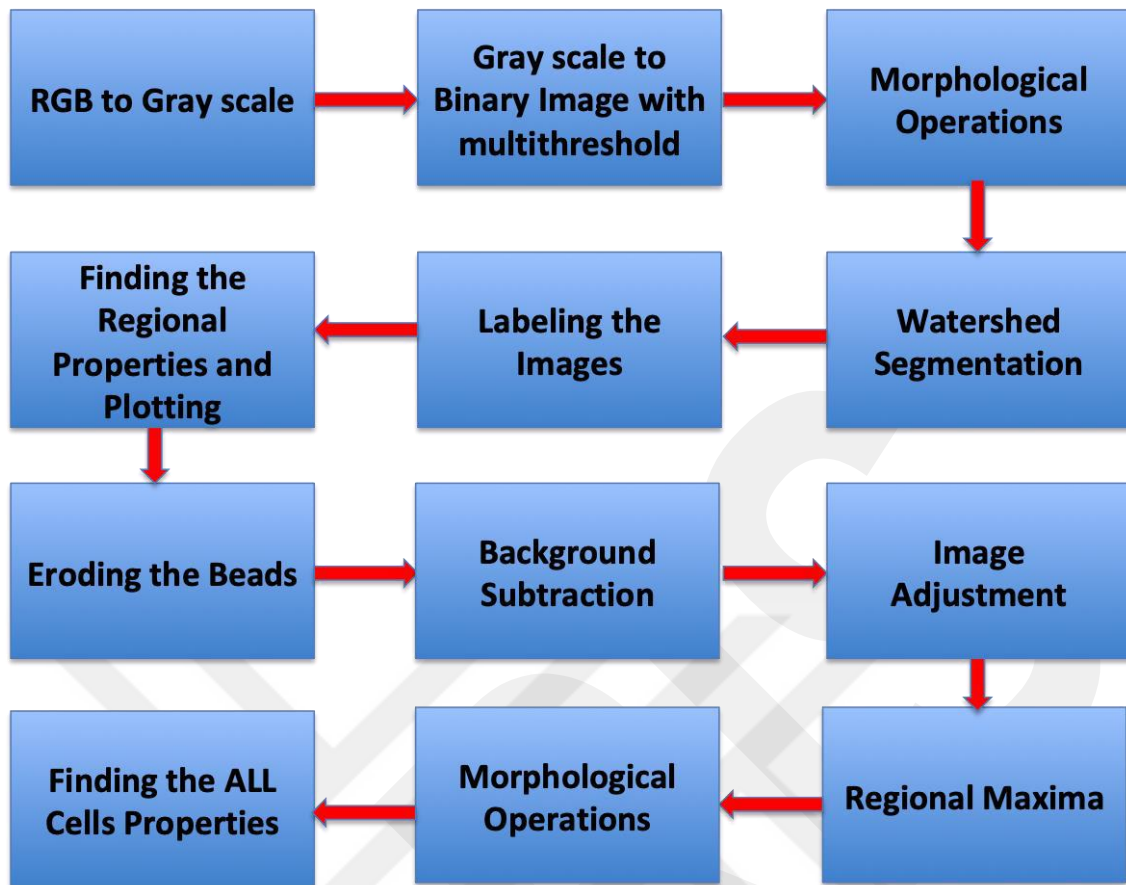 RGB to Gray scale
Gray scale to
Binary Image with
multithreshold
Morphological
Operations
Watershed
Segmentation
Labeling the
Images
Finding the
Regional
Properties and
Plotting
Eroding the Beads
Background
Subtraction
Image
Adjustment
Regional Maxima
Morphological
Operations
Finding the ALL
Cells Properties